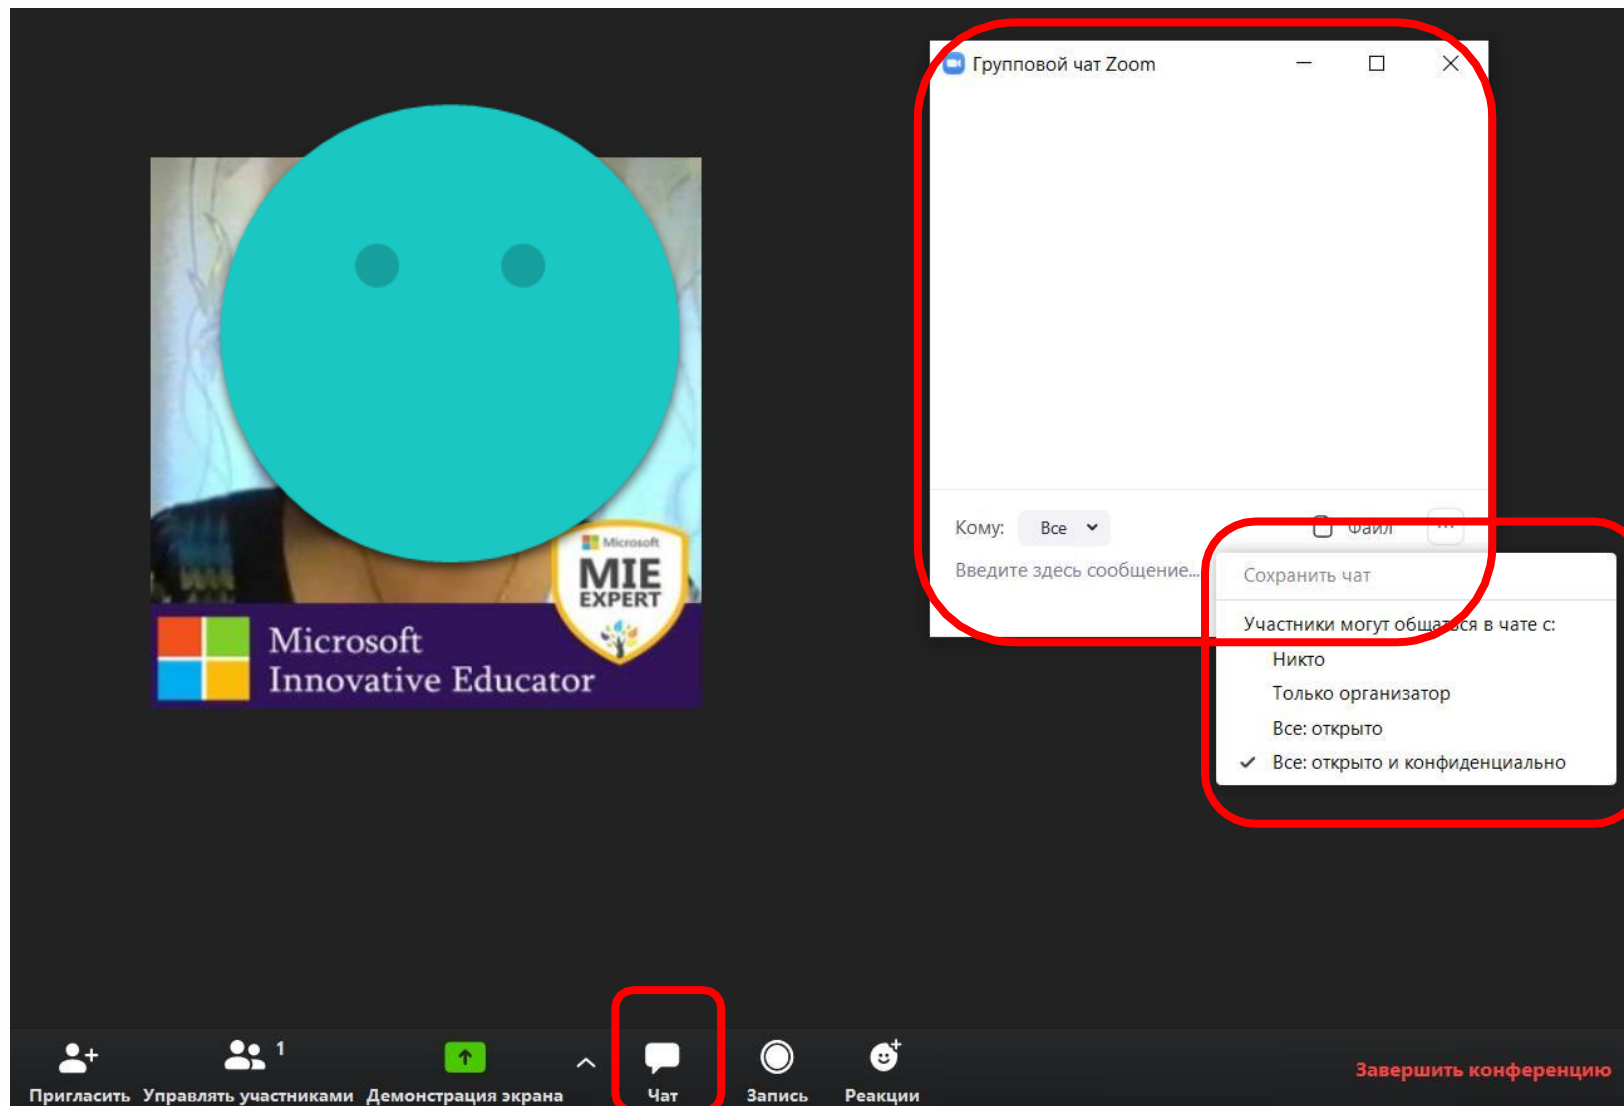 Групповой чат Zoom
Microsoft
MIE
EXPERT
Microsoft
Innovative Educator
Кому: Все
Файл
Введите здесь сообщение...
Сохранить чат
Участники могут общаться в чате с:
Никто
Только организатор
Все: открыто
Все: открыто и конфиденциально
1
Пригласить
Управлять участниками
Демонстрация экрана
Чат
Запись
Реакции
Завершить конференцию